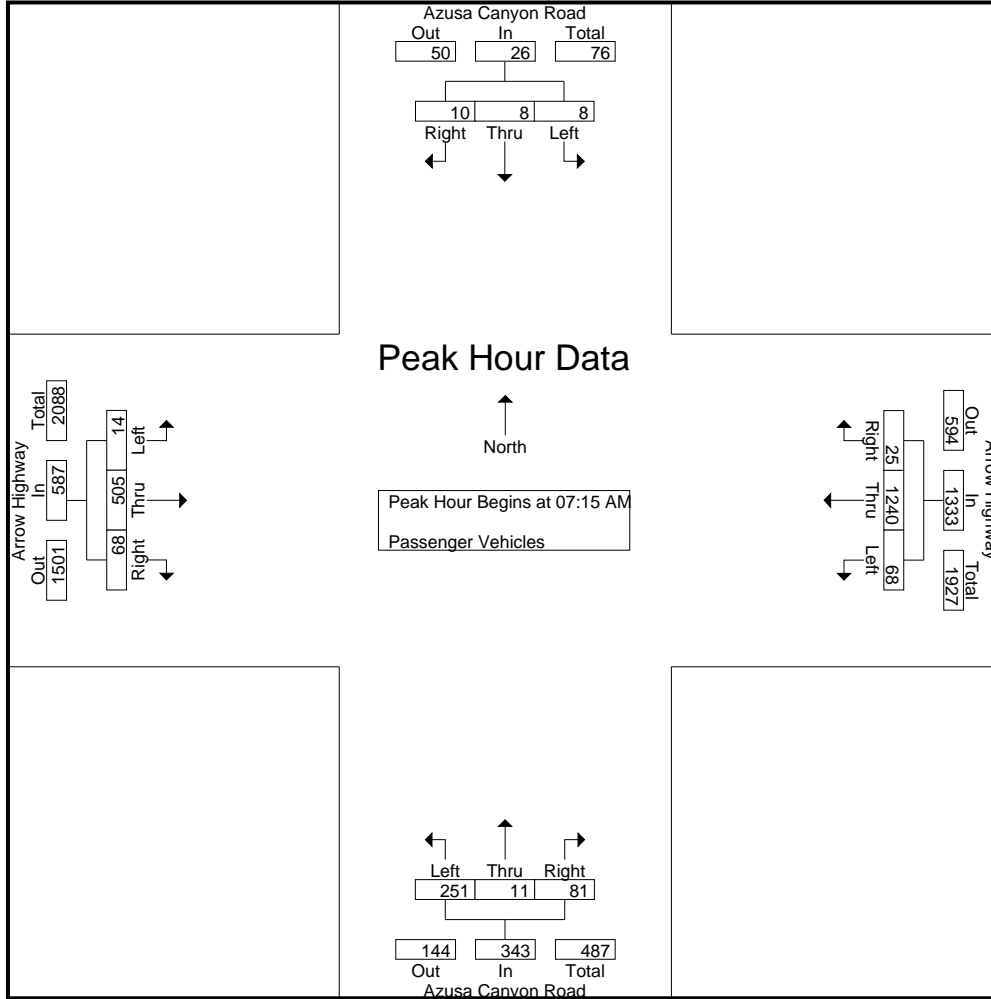 Azusa Canyon Road
Out In Total
50 26 76
10 8 8
Right Thru Left
Peak Hour Data
North
Peak Hour Begins at 07:15 AM
Passenger Vehicles
Arrow Highway
Total In Out
2088 587 1501
14 505 68
Left Thru Right
Arrow Highway
Out In Total
594 1333 1927
25 1240 68
Right Thru Left
Left Thru Right
251 11 81
144 343 487
Out In Total
Azusa Canyon Road